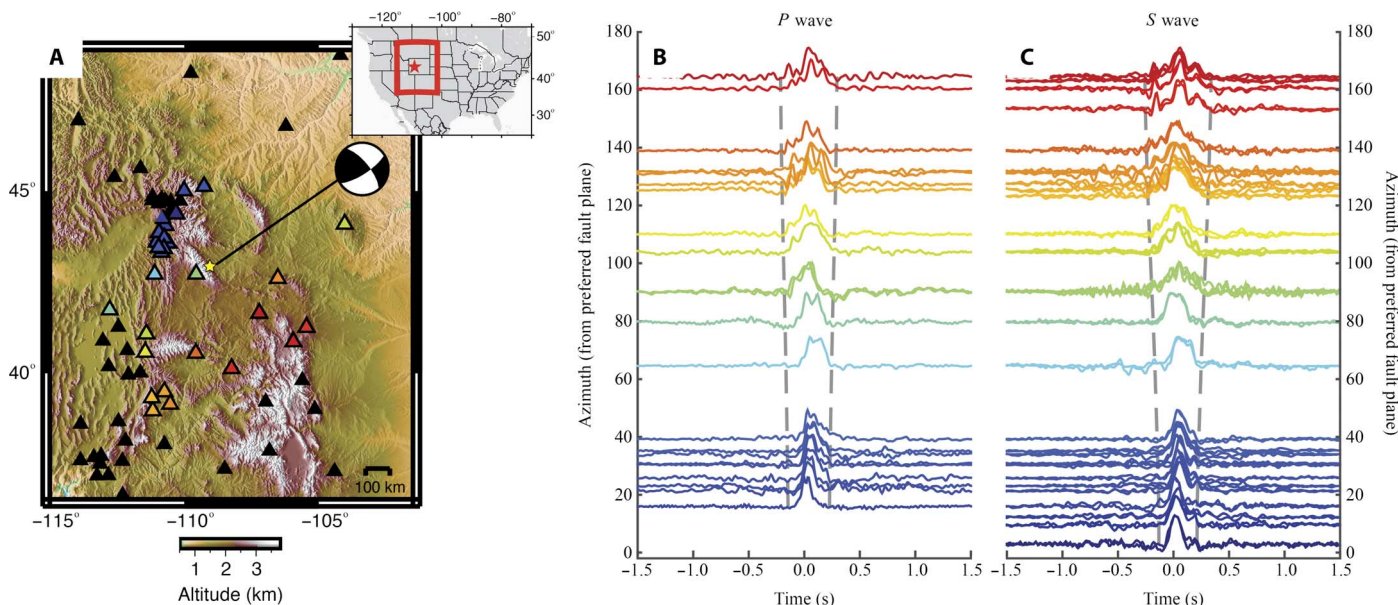 A
−120° −100° −80°
50°
40°
30°
45°
40°
100 km
−115 −110 −105
1 2 3
Altitude (km)
P wave
B
180
160
140
120
100
80
60
40
20
0
Azimuth (from preferred fault plane)
−1.5 −1.0 −0.5 0.0 0.5 1.0 1.5
Time (s)
S wave
C
180
160
140
120
100
80
60
40
20
0
Azimuth (from preferred fault plane)
−1.5 −1.0 −0.5 0.0 0.5 1.0 1.5
Time (s)